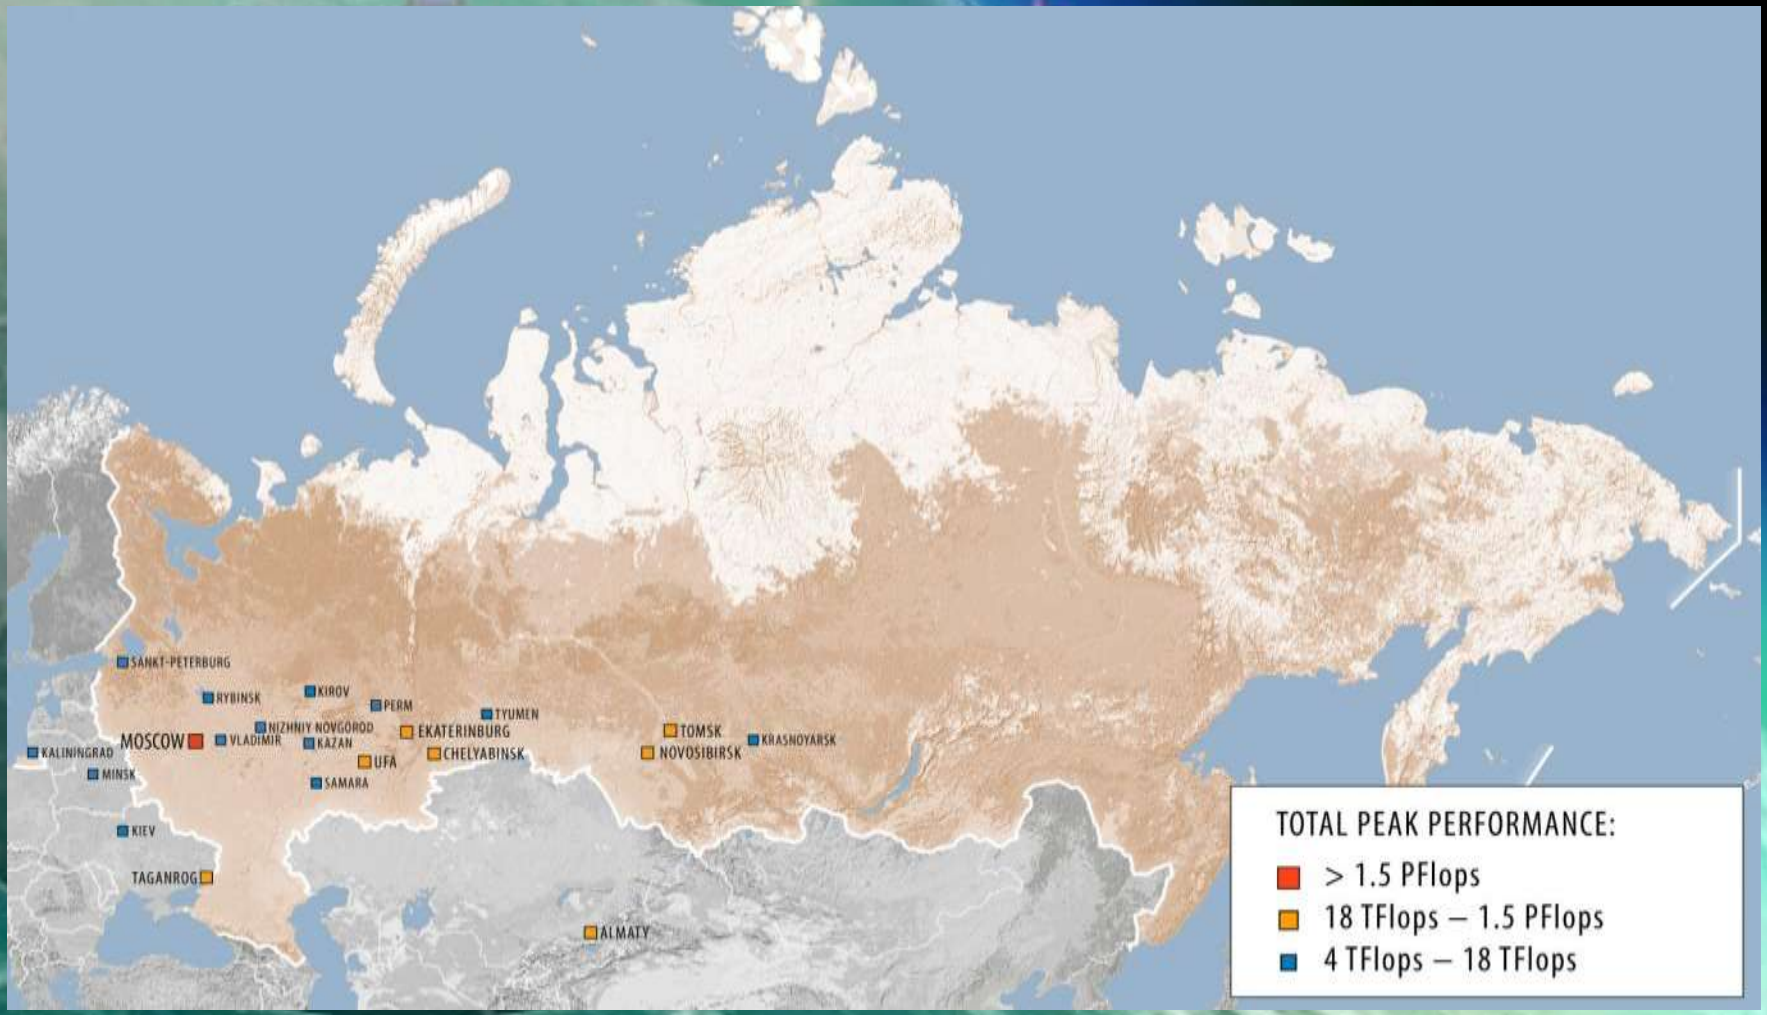 SANKT-PETERBURG
RYBINSK
KIROV
PERM
TYUMEN
NIZHNIY NOVGOROD
MOSCOW
VLADIMIR
KAZAN
EKATERINBURG
TOMSK
KRASNOYARSK
KALININGRAD
CHELYABINSK
NOVOSIBIRSK
UFA
MINSK
SAMARA
KIEV
TAGANROG
ALMATY
TOTAL PEAK PERFORMANCE:
> 1.5 PFlops
18 TFlops – 1.5 PFlops
4 TFlops – 18 TFlops